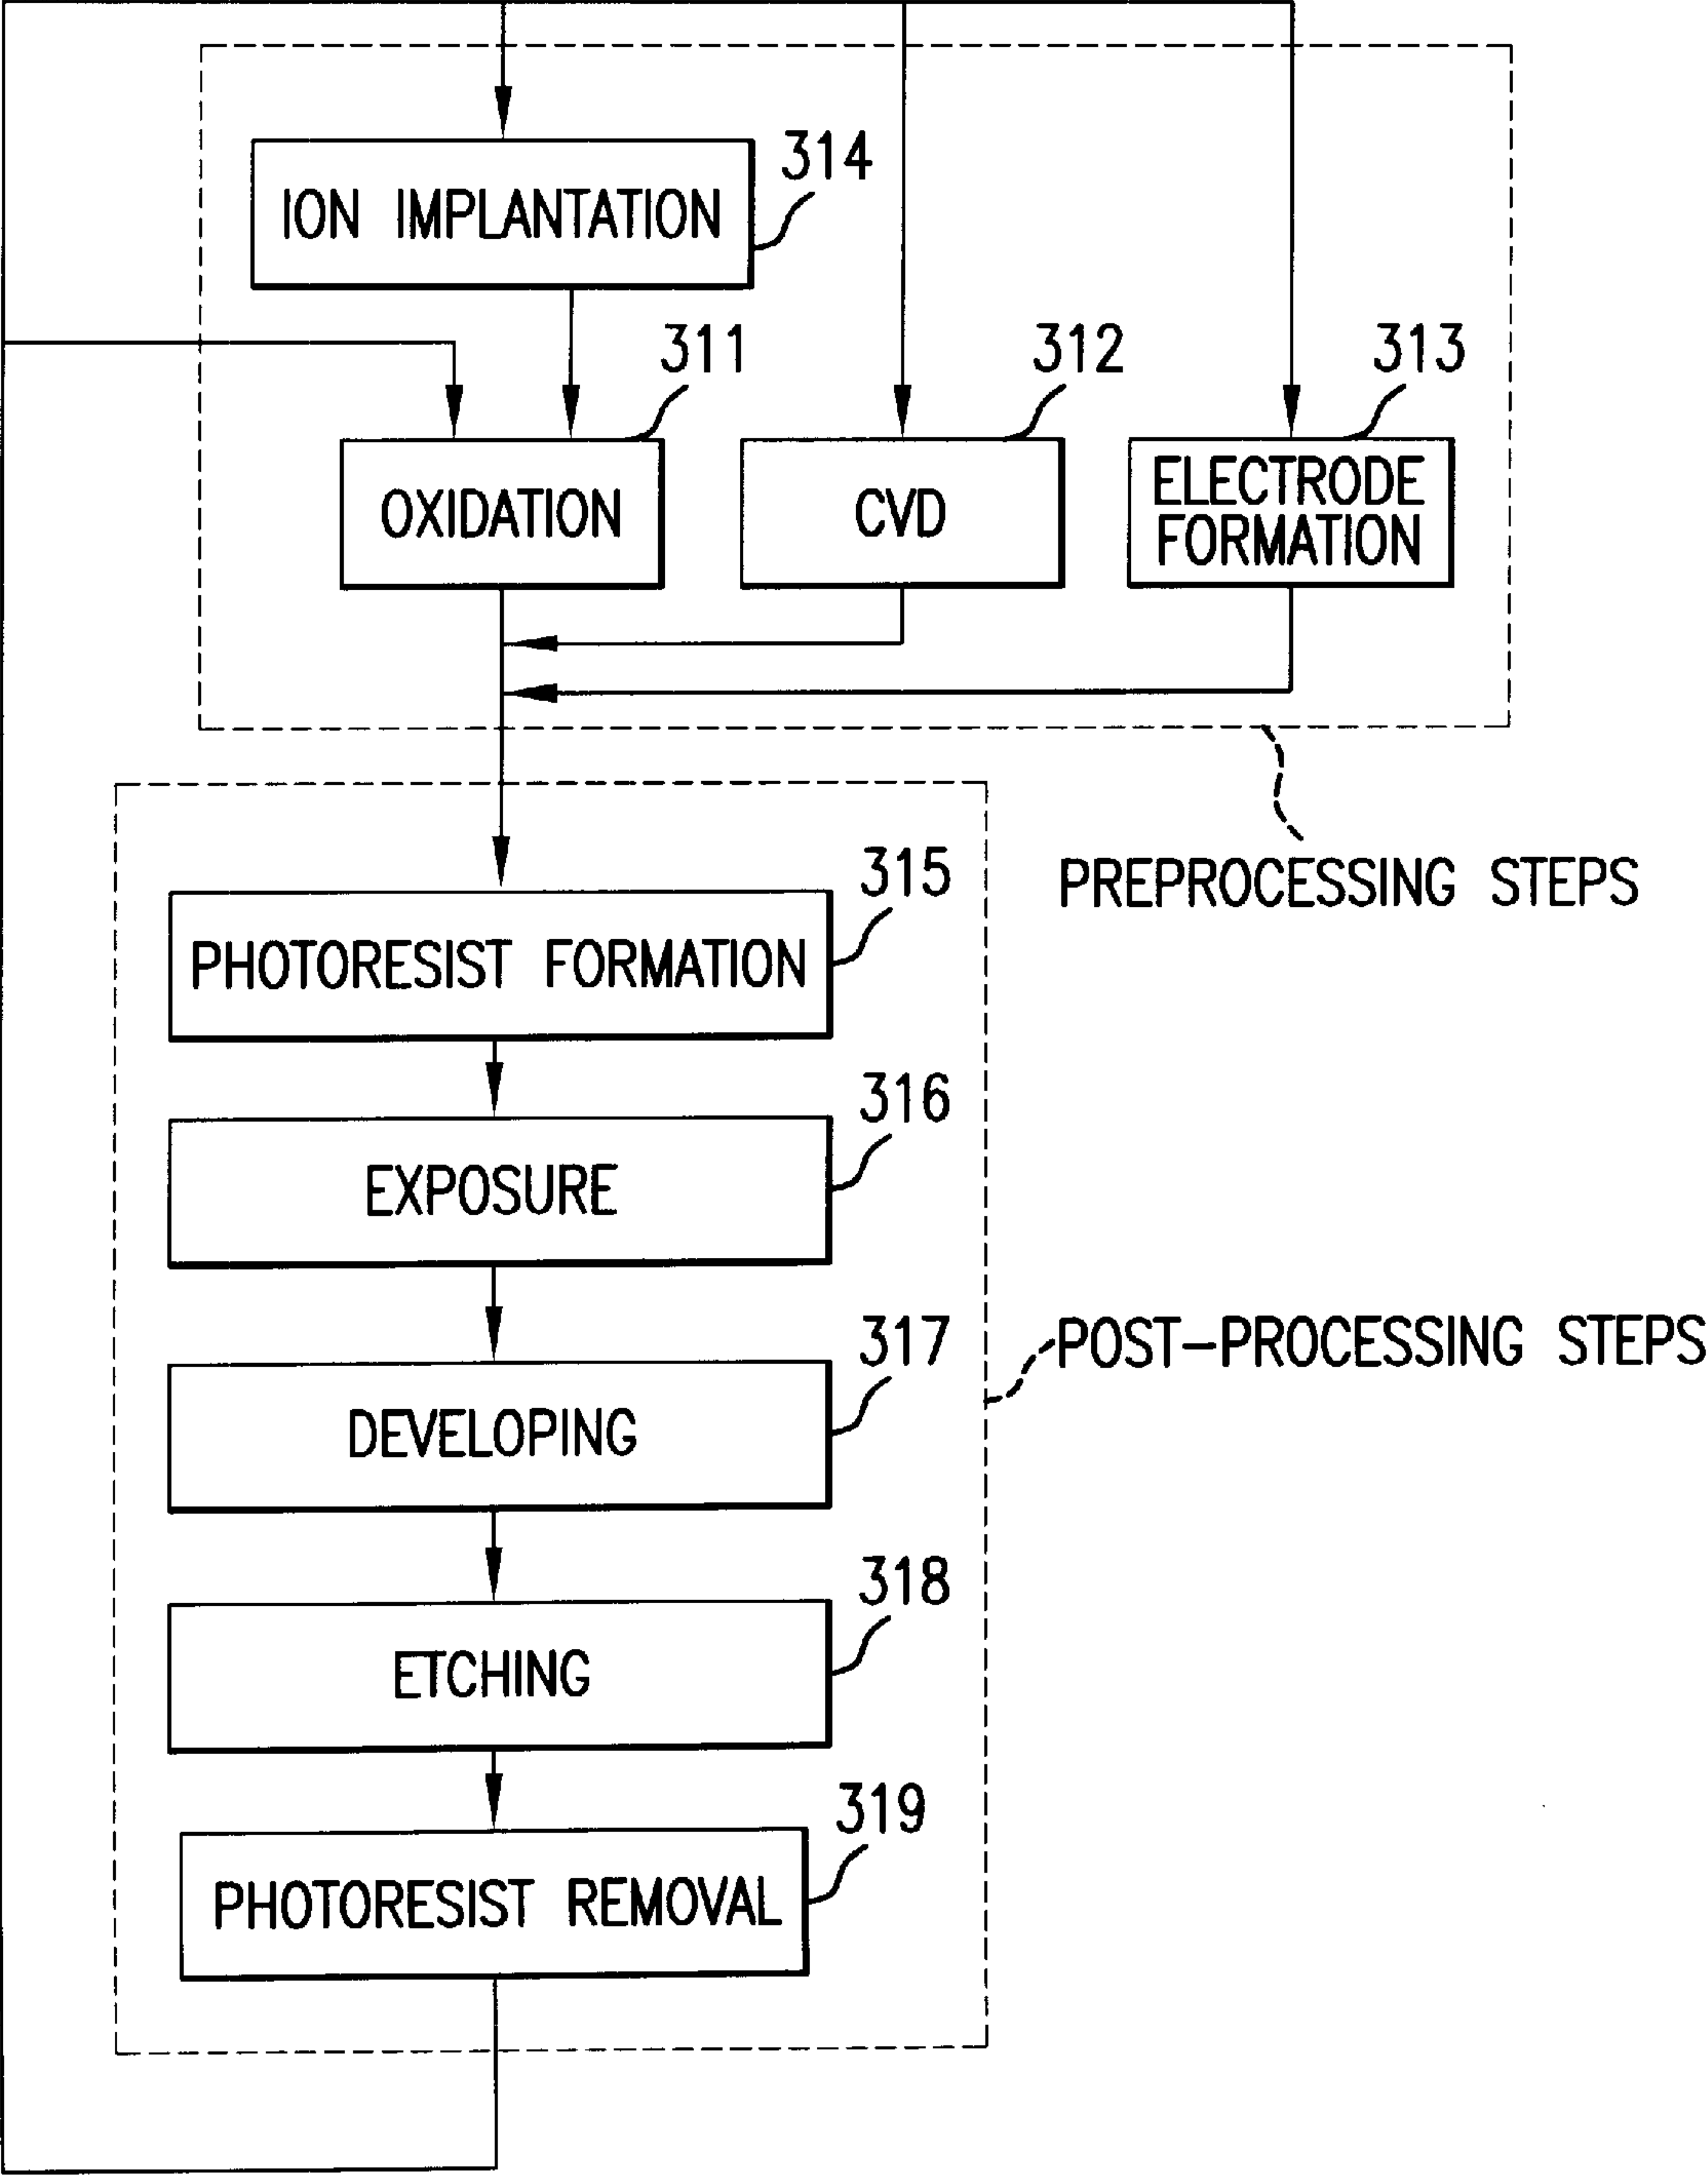 314
ION IMPLANTATION
311
312
313
OXIDATION
CVD
ELECTRODE
FORMATION
PREPROCESSING STEPS
315
PHOTORESIST FORMATION
316
EXPOSURE
317
POST-PROCESSING STEPS
DEVELOPING
318
ETCHING
319
PHOTORESIST REMOVAL